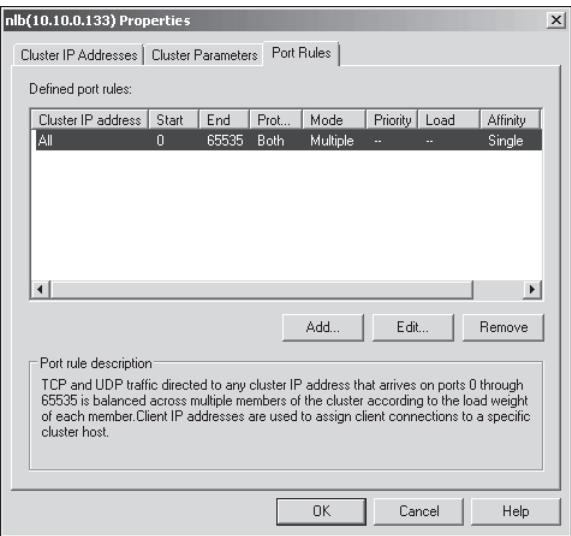 nlb(10.10.0.133) Properties
Cluster IP Addresses Cluster Parameters Port Rules
Defined port rules:
Cluster IP address Start End Prot... Mode Priority Load Affinity
All 0 65535 Both Multiple -- -- Single
Add... Edit... Remove
Port rule description
TCP and UDP traffic directed to any cluster IP address that arrives on ports 0 through
65535 is balanced across multiple members of the cluster according to the load weight
of each member.Client IP addresses are used to assign client connections to a specific
cluster host.
OK Cancel Help